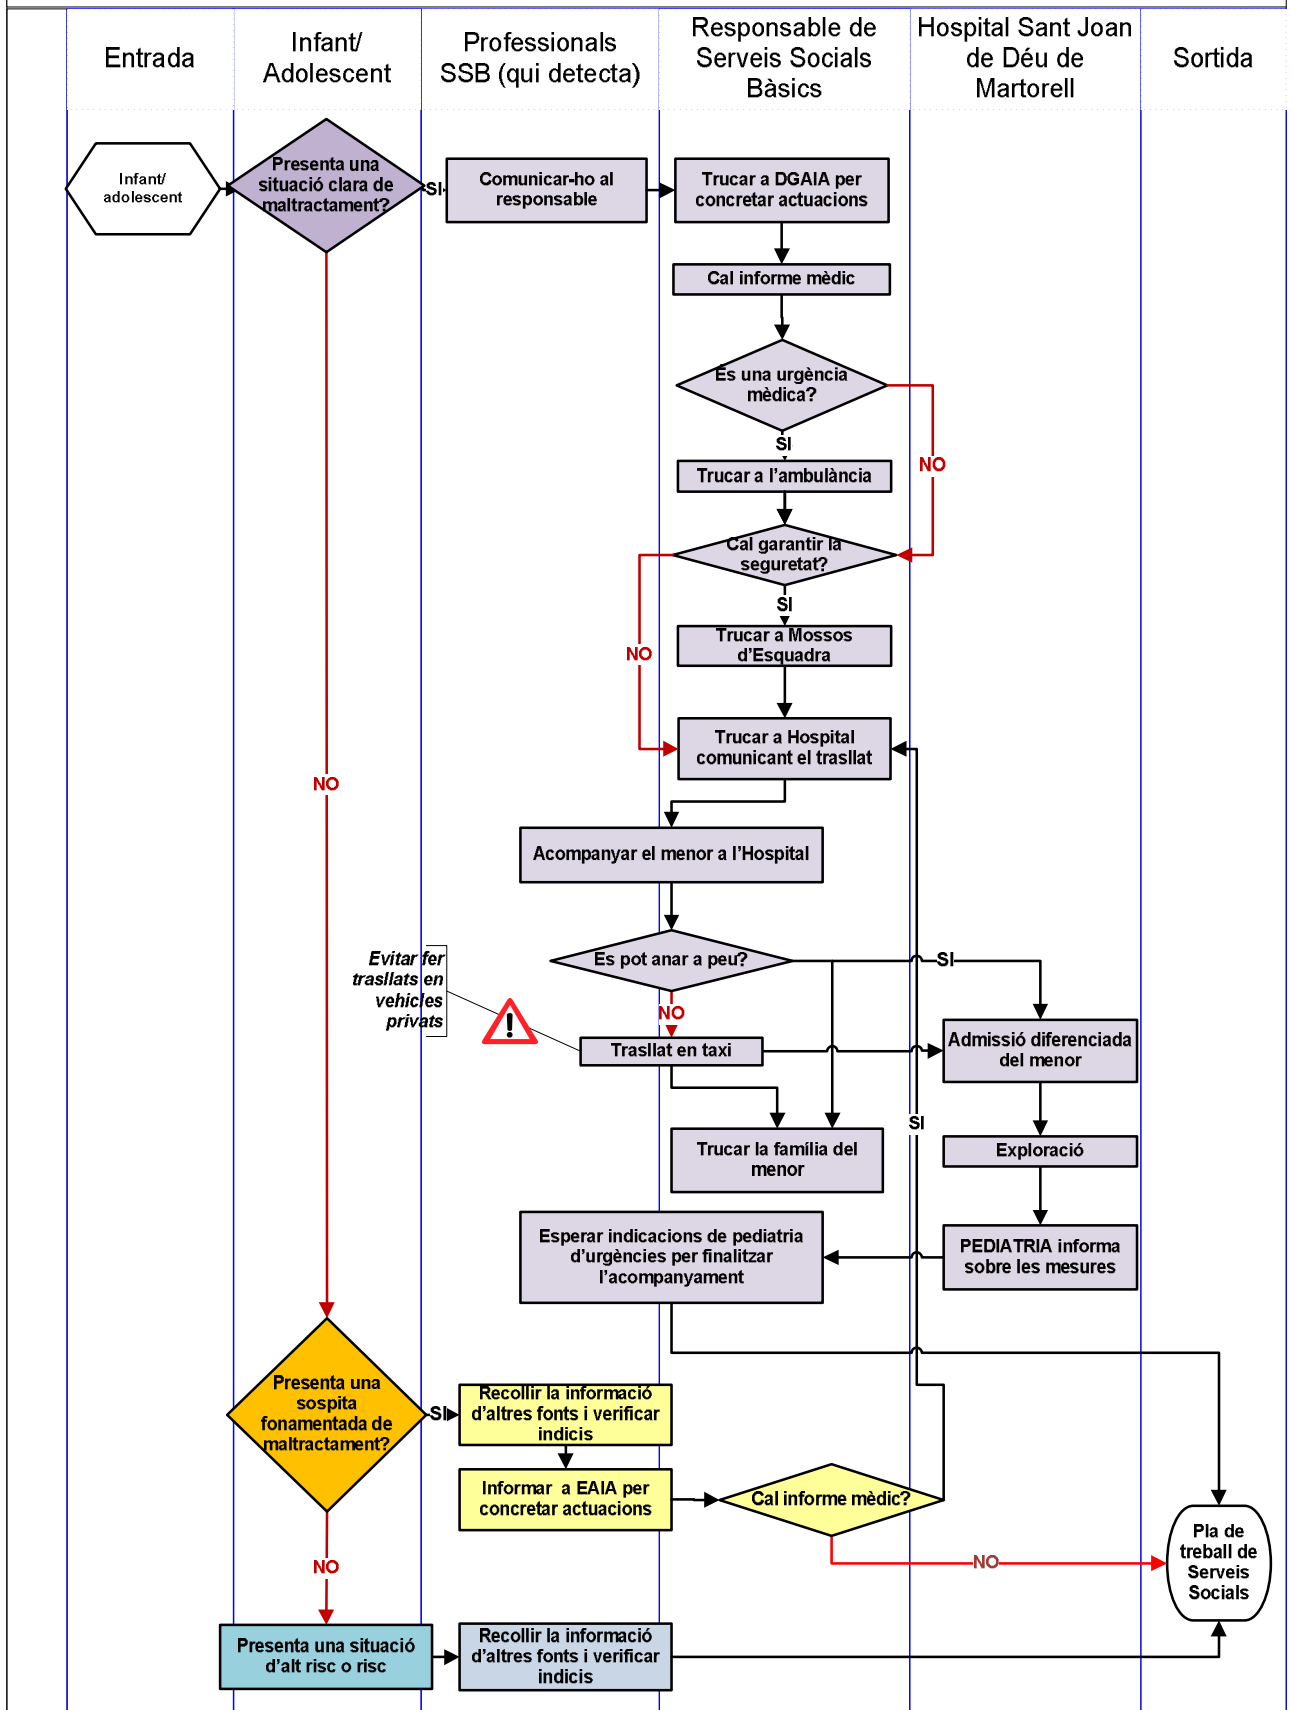 Entrada
Infant/
Adolescent
Professionals
SSB (qui detecta)
Responsable de
Serveis Socials
Bàsics
Hospital Sant Joan
de Déu de
Martorell
Sortida
Infant/
adolescent
Presenta una
situació clara de
maltractament?
SI
Comunicar-ho al
responsable
Trucar a DGAIA per
concretar actuacions
Cal informe mèdic
És una urgència
mèdica?
SI
NO
Trucar a l’ambulància
Cal garantir la
seguretat?
SI
NO
Trucar a Mossos
d’Esquadra
Trucar a Hospital
comunicant el trasllat
NO
Acompanyar el menor a l’Hospital
Es pot anar a peu?
SI
NO
Evitar fer
trasllats en
vehicles
privats
!
Trasllat en taxi
Admissió diferenciada
del menor
Trucar la família del
menor
SI
Exploració
PEDIATRIA informa
sobre les mesures
Esperar indicacions de pediatria
d’urgències per finalitzar
l’acompanyament
Presenta una
sospita
fonamentada de
maltractament?
SI
Recollir la informació
d’altres fonts i verificar
indicis
Informar  a EAIA per
concretar actuacions
Cal informe mèdic?
NO
NO
Pla de
treball de
Serveis
Socials
Presenta una situació
d’alt risc o risc
Recollir la informació
d’altres fonts i verificar
indicis